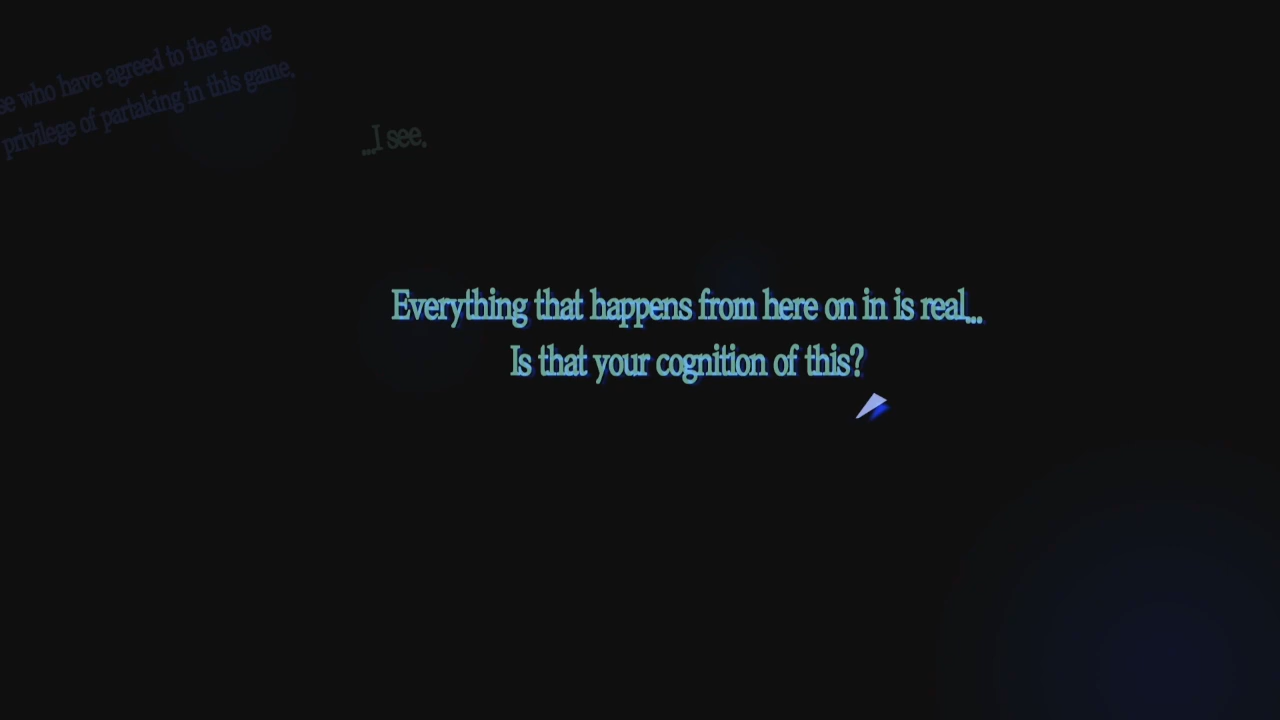 who have agreed to the above
privilege of partaking in this game.
...I see.
Everything that happens from here on in is real...
Is that your cognition of this?